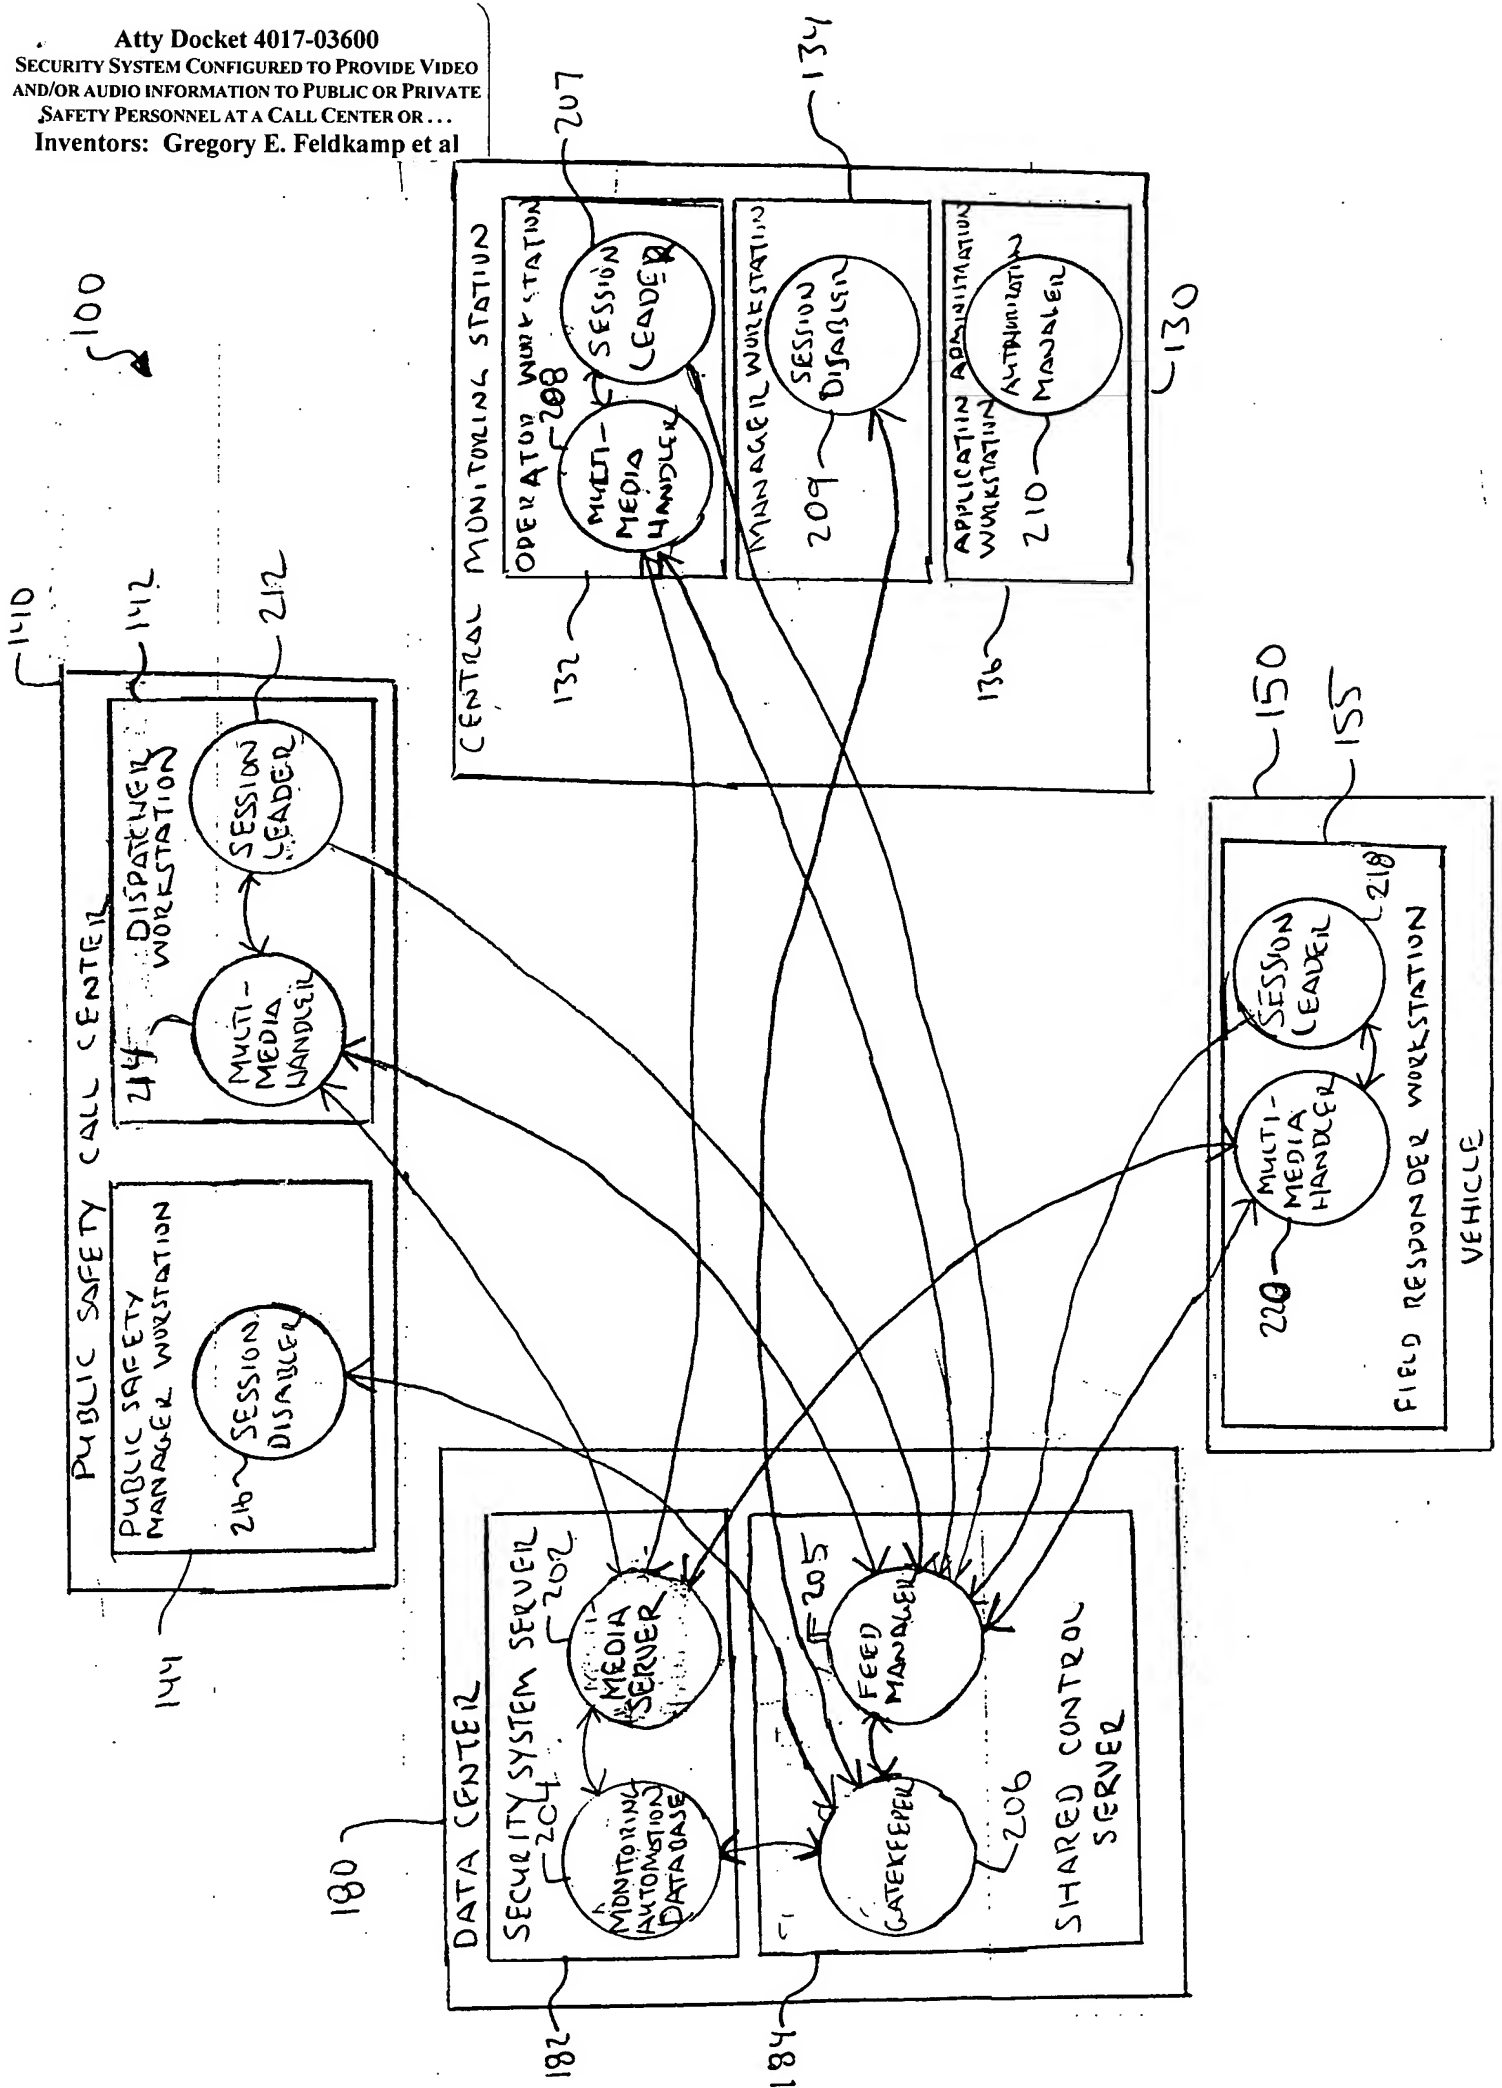 Atty Docket 4017-03600
SECURITY SYSTEM CONFIGURED TO PROVIDE VIDEO
AND/OR AUDIO INFORMATION TO PUBLIC OR PRIVATE
SAFETY PERSONNEL AT A CALL CENTER OR ...
Inventors: Gregory E. Feldkamp et al
100
140
PUBLIC SAFETY CALL CENTER
PUBLIC SAFETY
MANAGER WORSTATION
216
SESSION
DISABLER
144
214
DISPATCHER
WORKSTATION
142
MULTI-
MEDIA
HANDLER
SESSION
LEADER
212
180
DATA CENTER
SECURITY SYSTEM SERVER
204
202
MONITORING
AUTOMATION
DATABASE
MEDIA
SERVER
182
205
GATEKEEPER
FEED
MANAGER
206
SHARED CONTROL
SERVER
184
CENTRAL MONITORING STATION
OPERATOR WORKSTATION
208
207
MULTI-
MEDIA
HANDLER
SESSION
LEADER
132
MANAGER WORKSTATION
134
209
SESSION
DISABLER
APPLICATION ADMINISTRATION
WORKSTATION
210
AUTHORIZATION
MANAGER
136
130
150
155
MULTI-
MEDIA
HANDLER
SESSION
LEADER
218
220
FIELD RESPONDER WORKSTATION
VEHICLE